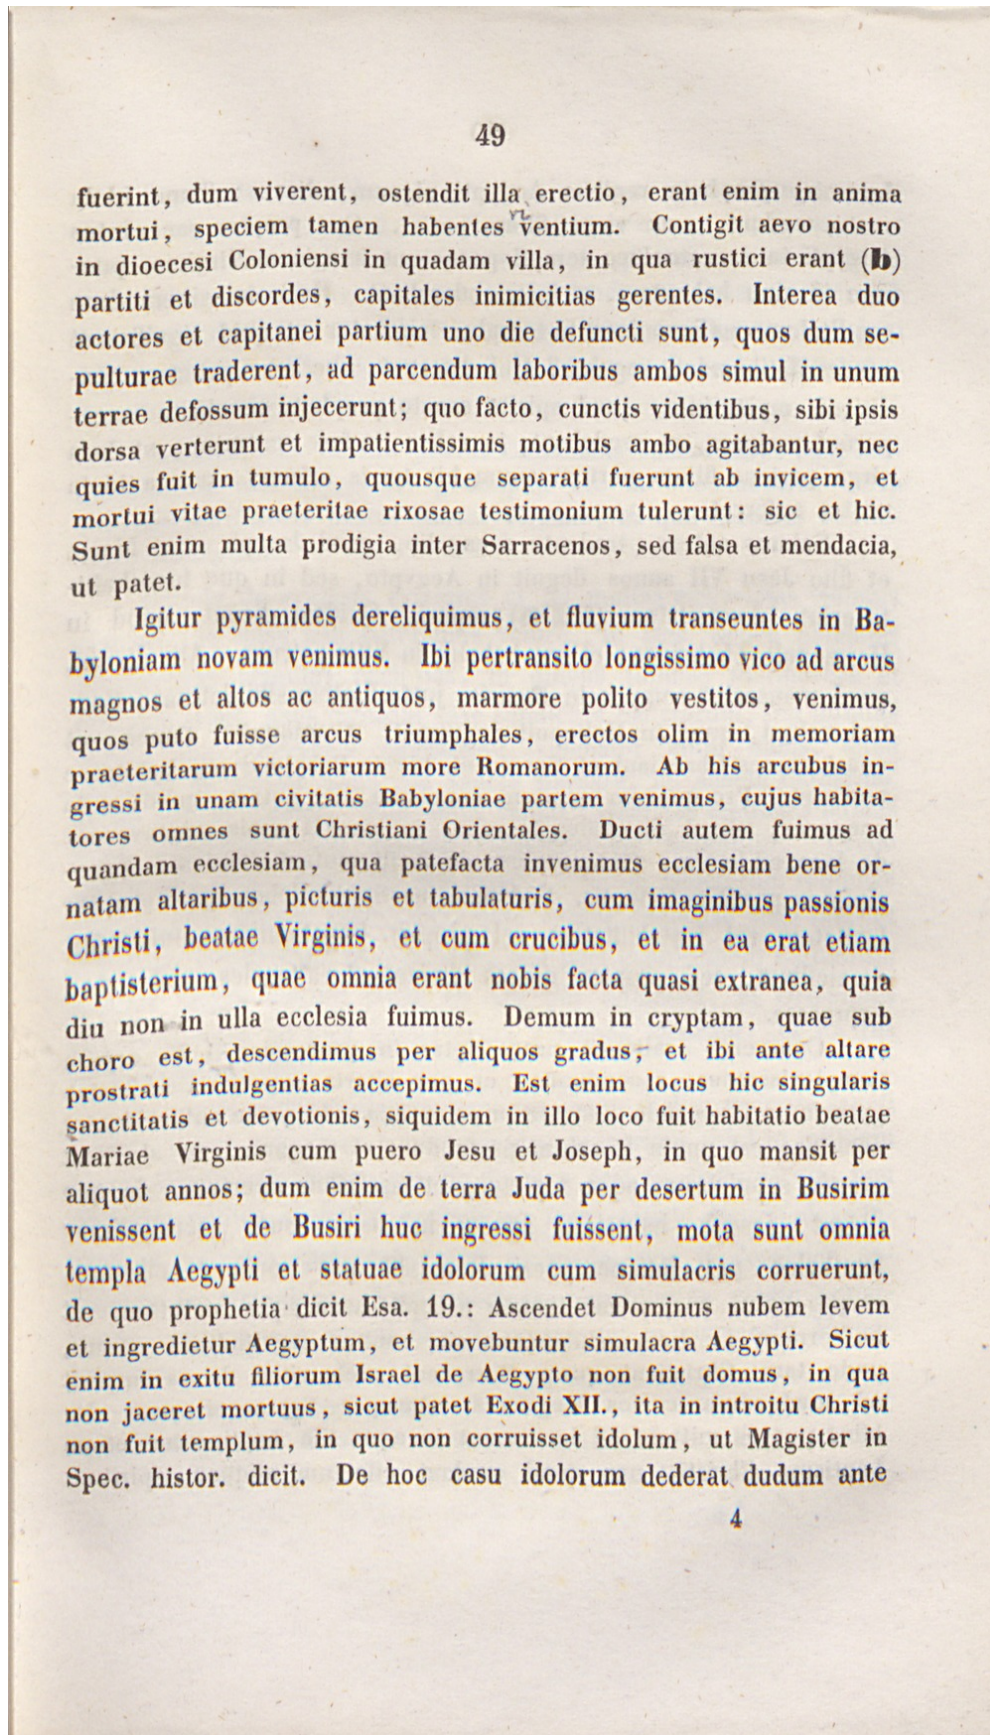 49
fuerint, dum viverent, ostendit illa erectio, erant enim in anima
mortui, speciem tamen habentes ventium. Contigit aevo nostro
in dioecesi Coloniensi in quadam villa, in qua rustici erant (b)
partiti et discordes, capitales inimicitias gerentes. Interea duo
actores et capitanei partium uno die defuncti sunt, quos dum se-
pulturae traderent, ad parcendum laboribus ambos simul in unum
terrae defossum injecerunt; quo facto, cunctis videntibus, sibi ipsis
dorsa verterunt et impatientissimis motibus ambo agitabantur, nec
quies fuit in tumulo, quousque separati fuerunt ab invicem, et
mortui vitae praeteritae rixosae testimonium tulerunt: sic et hic.
Sunt enim multa prodigia inter Sarracenos, sed falsa et mendacia,
ut patet.
Igitur pyramides dereliquimus, et fluvium transeuntes in Ba-
byloniam novam venimus. Ibi pertransito longissimo vico ad arcus
magnos et altos ac antiquos, marmore polito vestitos, venimus,
quos puto fuisse arcus triumphales, erectos olim in memoriam
praeteritarum victoriarum more Romanorum. Ab his arcubus in-
gressi in unam civitatis Babyloniae partem venimus, cujus habita-
tores omnes sunt Christiani Orientales. Ducti autem fuimus ad
quandam ecclesiam, qua patefacta invenimus ecclesiam bene or-
natam altaribus, picturis et tabulaturis, cum imaginibus passionis
Christi, beatae Virginis, et cum crucibus, et in ea erat etiam
baptisterium, quae omnia erant nobis facta quasi extranea, quia
diu non in ulla ecclesia fuimus. Demum in cryptam, quae sub
choro est, descendimus per aliquos gradus, et ibi ante altare
prostrati indulgentias accepimus. Est enim locus hic singularis
sanctitatis et devotionis, siquidem in illo loco fuit habitatio beatae
Mariae Virginis cum puero Jesu et Joseph, in quo mansit per
aliquot annos; dum enim de terra Juda per desertum in Busirim
venissent et de Busiri huc ingressi fuissent, mota sunt omnia
templa Aegypti et statuae idolorum cum simulacris corruerunt,
de quo prophetia dicit Esa. 19.: Ascendet Dominus nubem levem
et ingredietur Aegyptum, et movebuntur simulacra Aegypti. Sicut
enim in exitu filiorum Israel de Aegypto non fuit domus, in qua
non jaceret mortuus, sicut patet Exodi XII., ita in introitu Christi
non fuit templum, in quo non corruisset idolum, ut Magister in
Spec. histor. dicit. De hoc casu idolorum dederat dudum ante
4